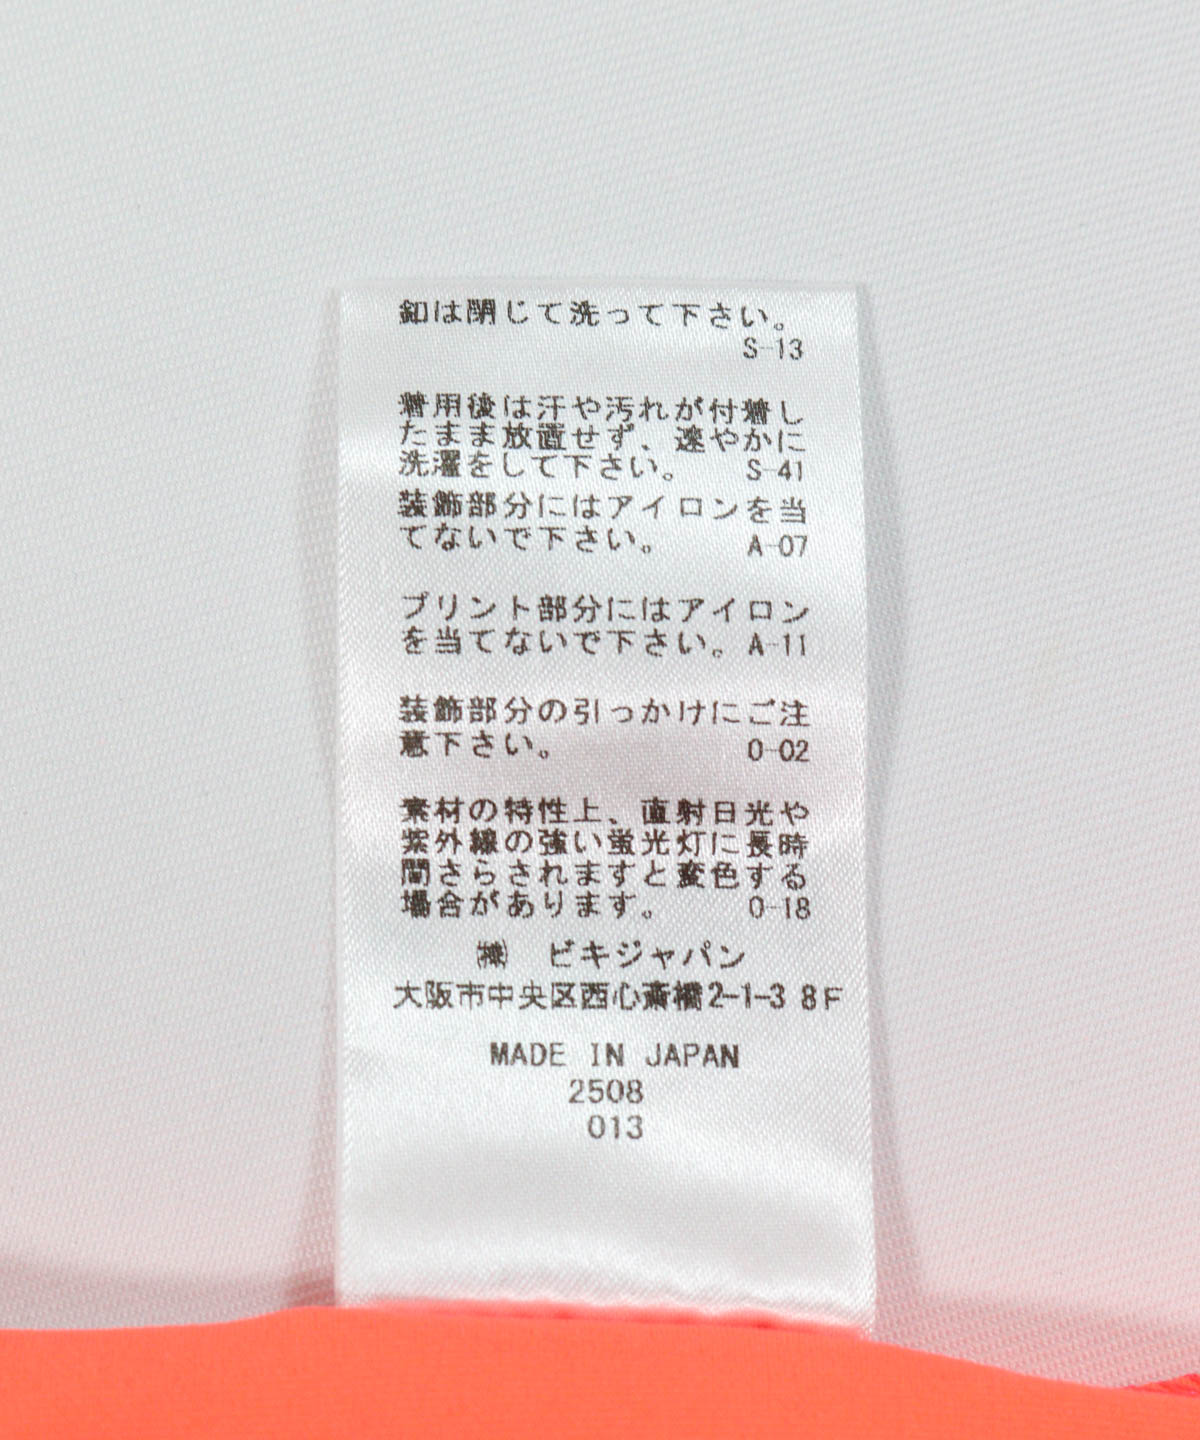 釦は閉じて洗って下さい。
S-13
着用後は汗や汚れが付着し
たまま放置せず、速やかに
洗濯をして下さい。 S-41
装飾部分にはアイロンを当
てないで下さい。 A-07
プリント部分にはアイロン
を当てないで下さい。A-11
装飾部分の引っかけにご注
意下さい。 0-02
素材の特性上、直射日光や
紫外線の強い蛍光灯に長時
間さらされますと変色する
場合があります。 0-18
㈱ ビキジャパン
大阪市中央区西心斎橋2-1-3 8F
MADE IN JAPAN
2508
013